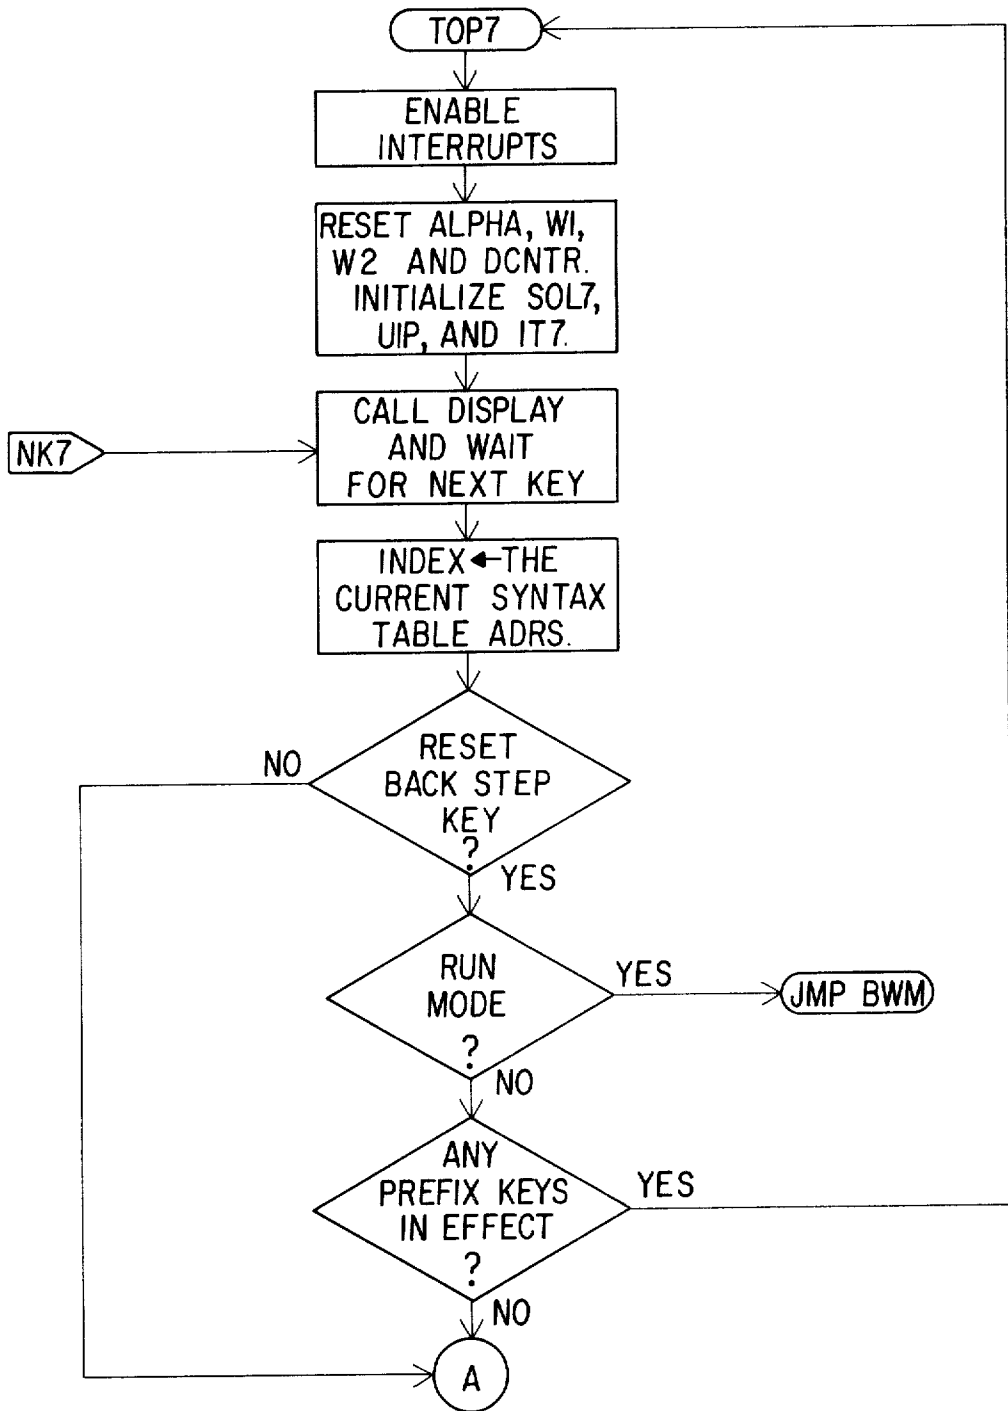 TOP7
ENABLE
INTERRUPTS
RESET ALPHA, W1,
W2 AND DCNTR.
INITIALIZE SOL7,
UIP, AND IT7.
NK7
CALL DISPLAY
AND WAIT
FOR NEXT KEY
INDEX←THE
CURRENT SYNTAX
TABLE ADRS.
NO
RESET
BACK STEP
KEY
?
YES
RUN
MODE
?
YES
JMP BWM
NO
ANY
PREFIX KEYS
IN EFFECT
?
YES
NO
A